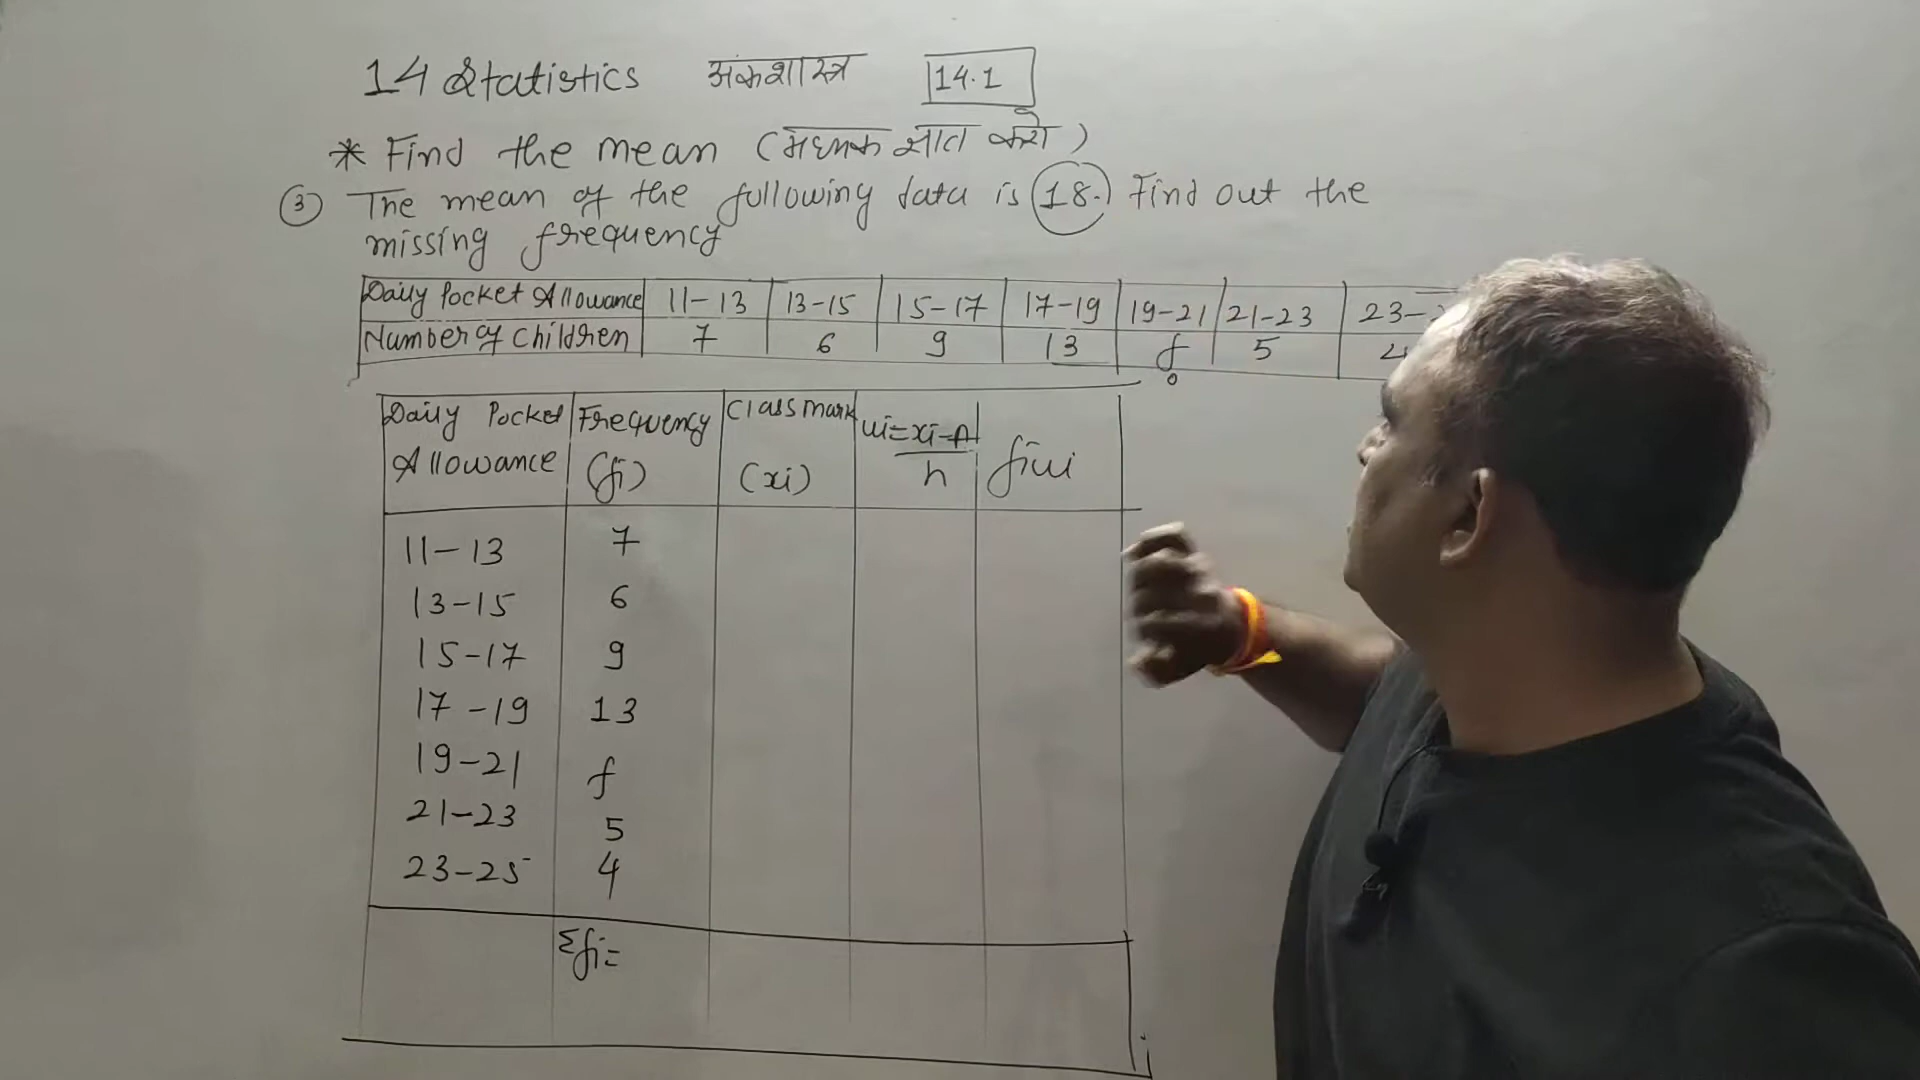 14 Statistics अंकशास्त्र 14.1
* Find the mean (मध्यक ज्ञात करो)
③ The mean of the following data is 18. Find out the
missing frequency
Daily Pocket Allowance 11-13 13-15 15-17 17-19 19-21 21-23 23-
Number of Children 7 6 9 13 f 5 4
Daily Pocket Allowance Frequency (fi) Class mark (xi) ui=xi-A/h fiui
11-13 7
13-15 6
15-17 9
17-19 13
19-21 f
21-23 5
23-25 4
Σfi=